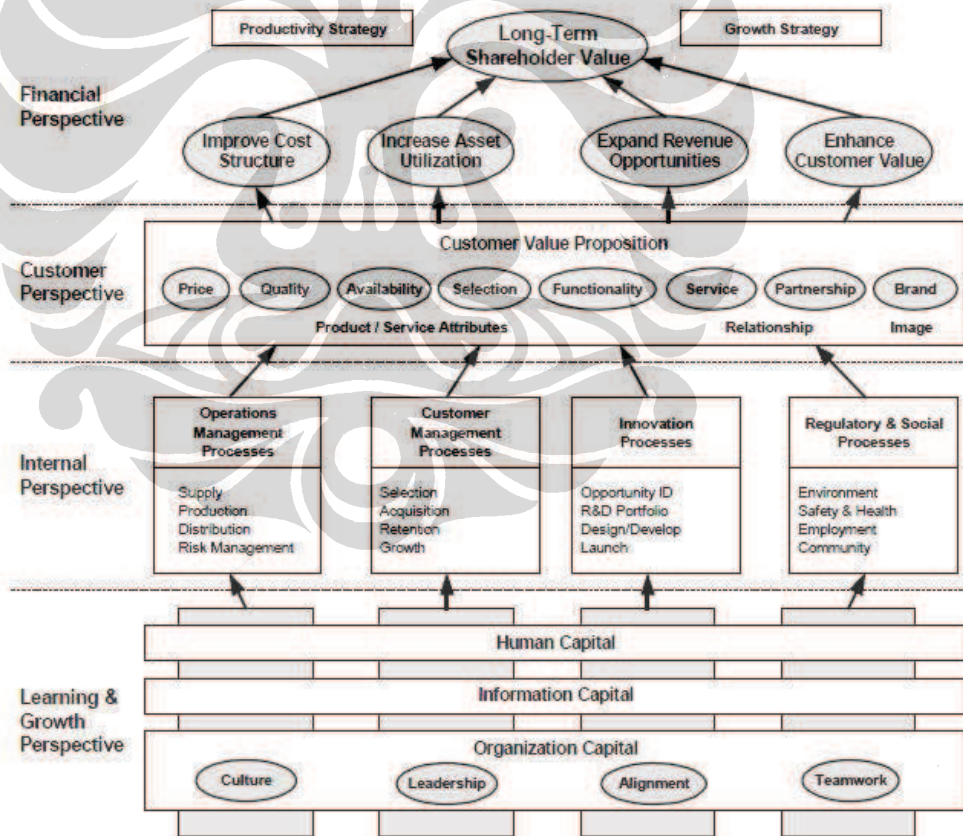 Productivity Strategy
Long-Term
Shareholder Value
Growth Strategy
Financial
Perspective
Improve Cost
Structure
Increase Asset
Utilization
Expand Revenue
Opportunities
Enhance
Customer Value
Customer Value Proposition
Customer
Perspective
Price
Quality
Availability
Selection
Functionality
Service
Partnership
Brand
Product / Service Attributes
Relationship
Image
Internal
Perspective
Operations
Management
Processes
Supply
Production
Distribution
Risk Management
Customer
Management
Processes
Selection
Acquisition
Retention
Growth
Innovation
Processes
Opportunity ID
R&D Portfolio
Design/Develop
Launch
Regulatory & Social
Processes
Environment
Safety & Health
Employment
Community
Learning &
Growth
Perspective
Human Capital
Information Capital
Organization Capital
Culture
Leadership
Alignment
Teamwork